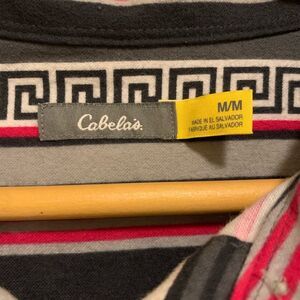 Cabela's
M/M
MADE IN EL SALVADOR
FABRIQUÉ AU SALVADOR